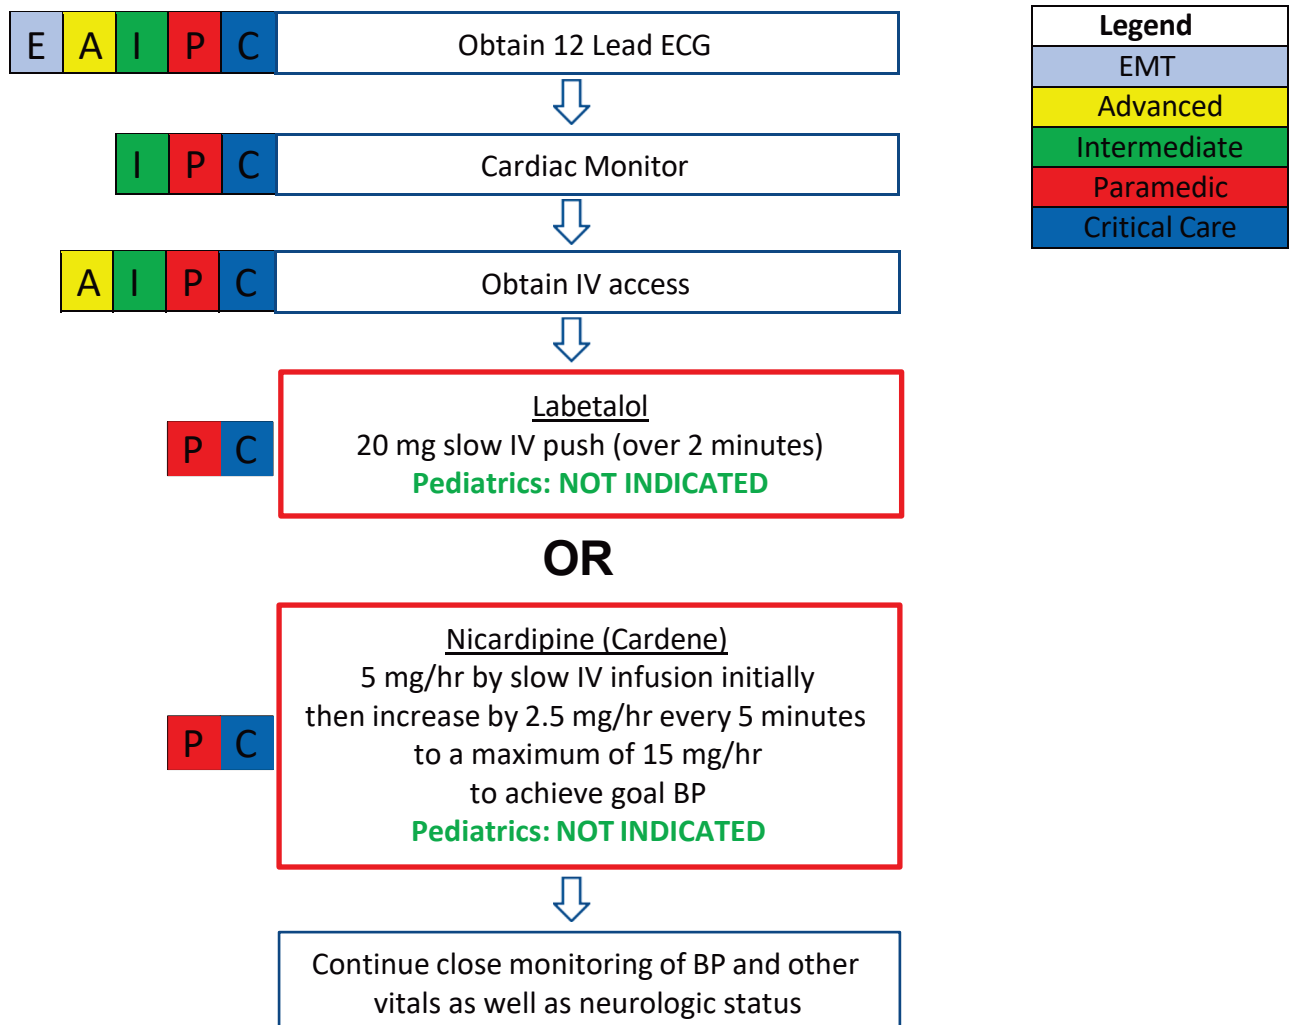 E A I P C Obtain 12 Lead ECG
I P C Cardiac Monitor
A I P C Obtain IV access
P C
Labetalol
20 mg slow IV push (over 2 minutes)
Pediatrics: NOT INDICATED
OR
P C
Nicardipine (Cardene)
5 mg/hr by slow IV infusion initially
then increase by 2.5 mg/hr every 5 minutes
to a maximum of 15 mg/hr
to achieve goal BP
Pediatrics: NOT INDICATED
Continue close monitoring of BP and other
vitals as well as neurologic status
Legend
EMT
Advanced
Intermediate
Paramedic
Critical Care